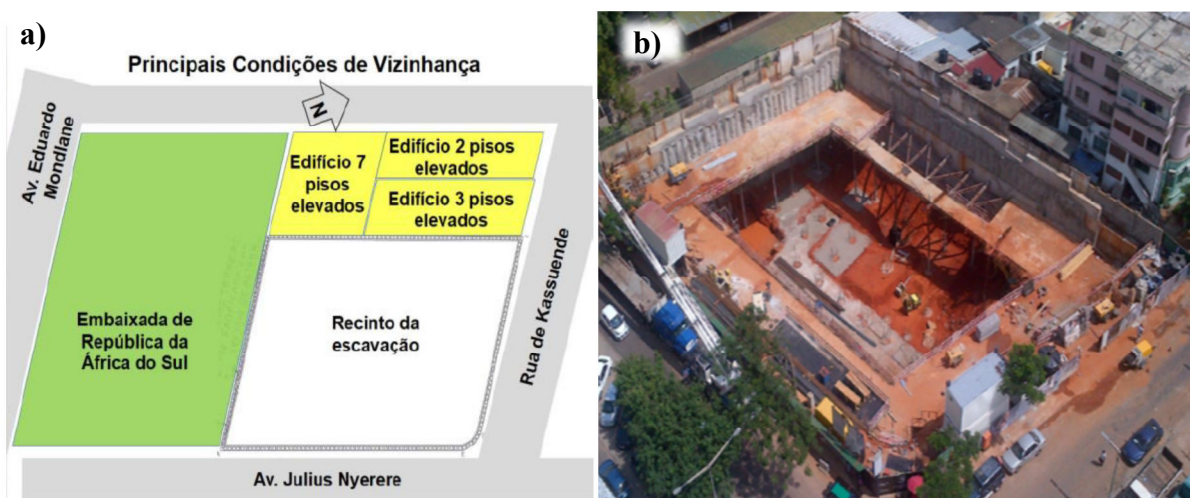 a)
Principais Condições de Vizinhança
N
Av. Eduardo
Mondlane
Edifício 7
pisos
elevados
Edifício 2 pisos
elevados
Edifício 3 pisos
elevados
Embaixada de
República da
África do Sul
Recinto da
escavação
Rua de Kassuende
Av. Julius Nyerere
b)